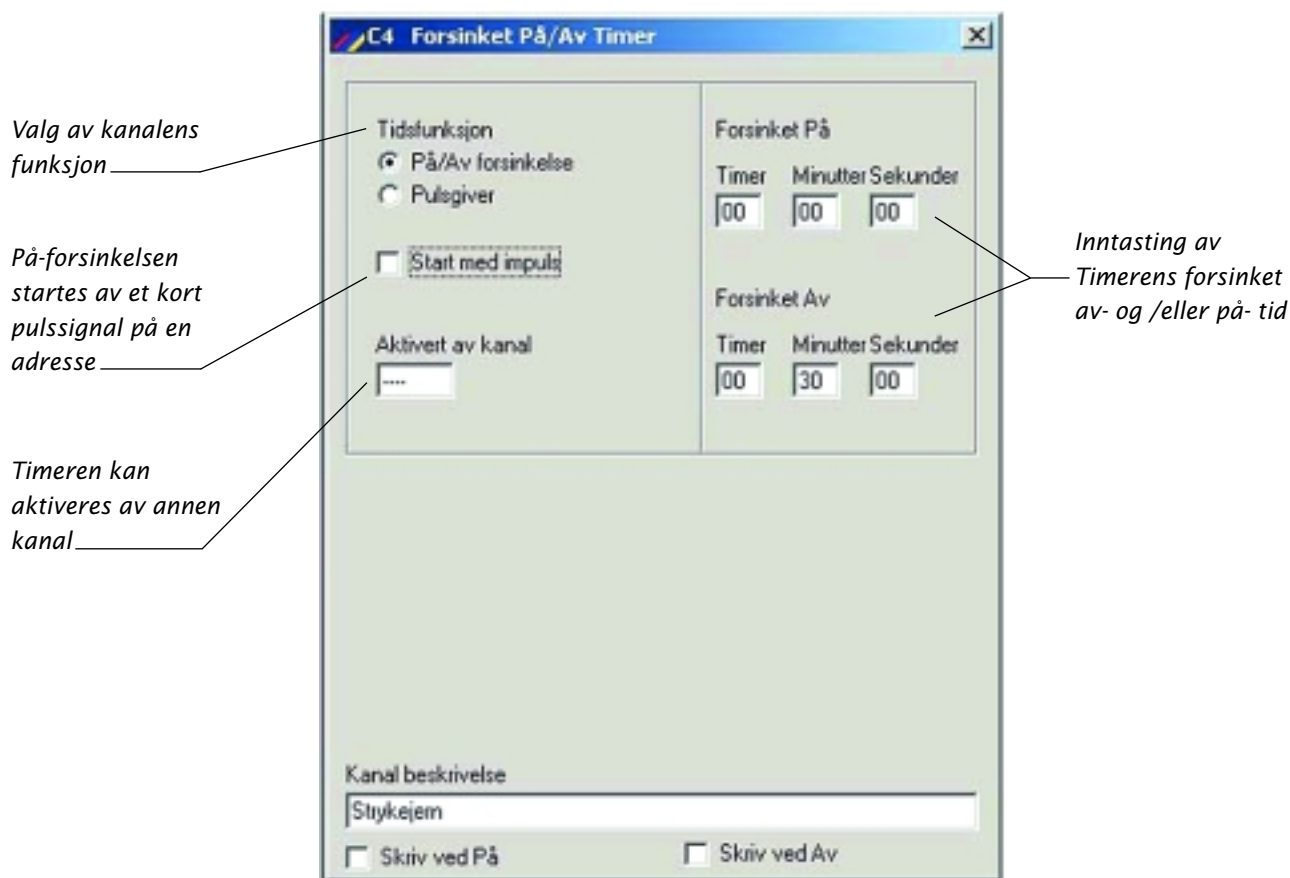 C4 Forsinket På/Av Timer
Valg av kanalens
funksjon
På-forsinkelsen
startes av et kort
pulssignal på en
adresse
Timeren kan
aktiveres av annen
kanal
Tidsfunksjon
På/Av forsinkelse
Pulsgiver
Start med impuls
Aktivert av kanal
----
Forsinket På
Timer Minutter Sekunder
00 00 00
Forsinket Av
Timer Minutter Sekunder
00 30 00
Inntasting av
Timerens forsinket
av- og /eller på- tid
Kanal beskrivelse
Strykejern
Skriv ved På Skriv ved Av